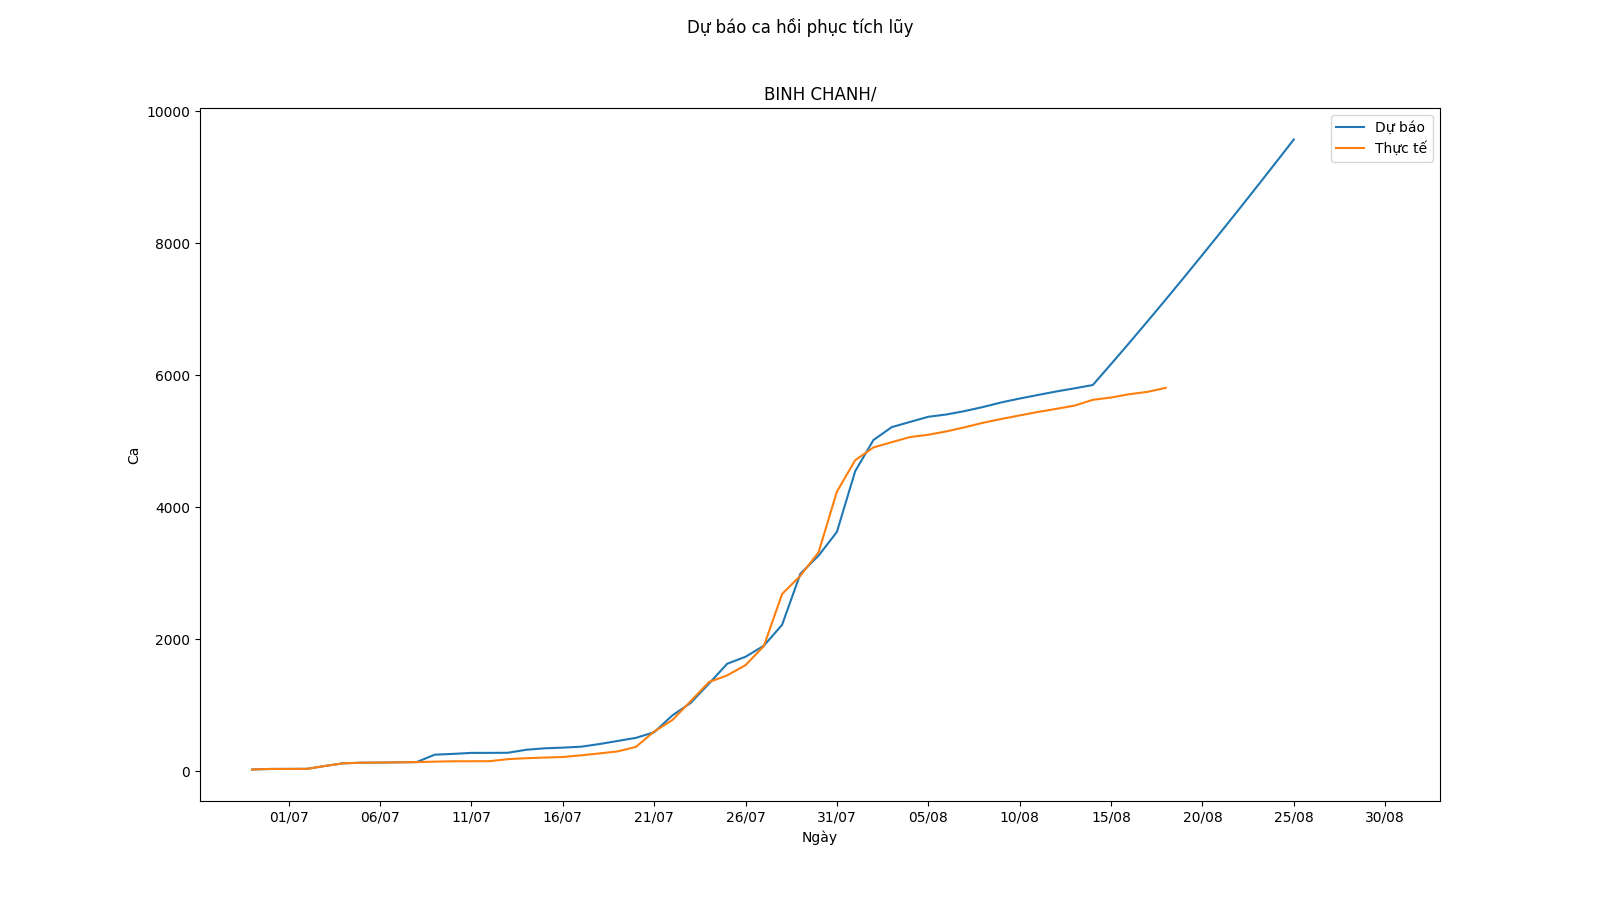 Dự báo ca hồi phục tích lũy
BINH CHANH/
10000
8000
6000
4000
2000
0
Ca
Dự báo
Thực tế
01/07 06/07 11/07 16/07 21/07 26/07 31/07 05/08 10/08 15/08 20/08 25/08 30/08
Ngày